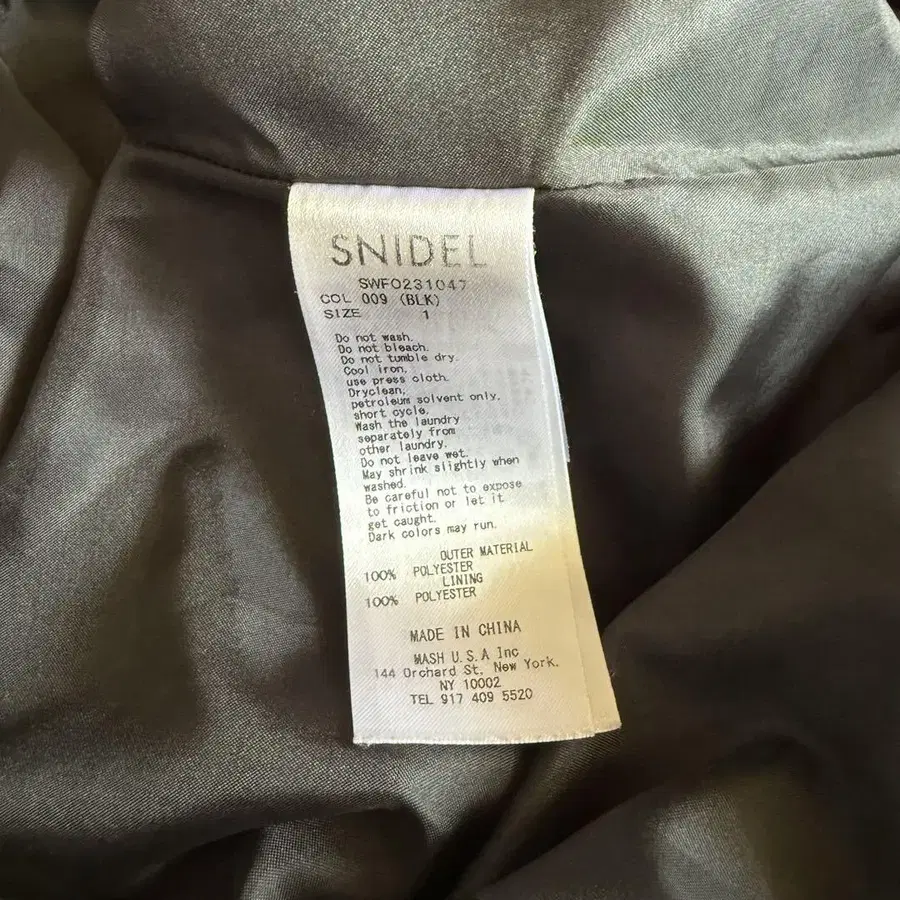 SNIDEL
SWFO231047
COL 009 (BLK)
SIZE 1
Do not wash.
Do not bleach.
Do not tumble dry.
Cool iron,
use press cloth.
Dryclean,
petroleum solvent only,
short cycle.
Wash the laundry
separately from
other laundry.
Do not leave wet.
May shrink slightly when
washed.
Be careful not to expose
to friction or let it
get caught.
Dark colors may run.
OUTER MATERIAL
100% POLYESTER
LINING
100% POLYESTER
MADE IN CHINA
MASH U.S.A Inc
144 Orchard St. New York.
NY 10002
TEL 917 409 5520